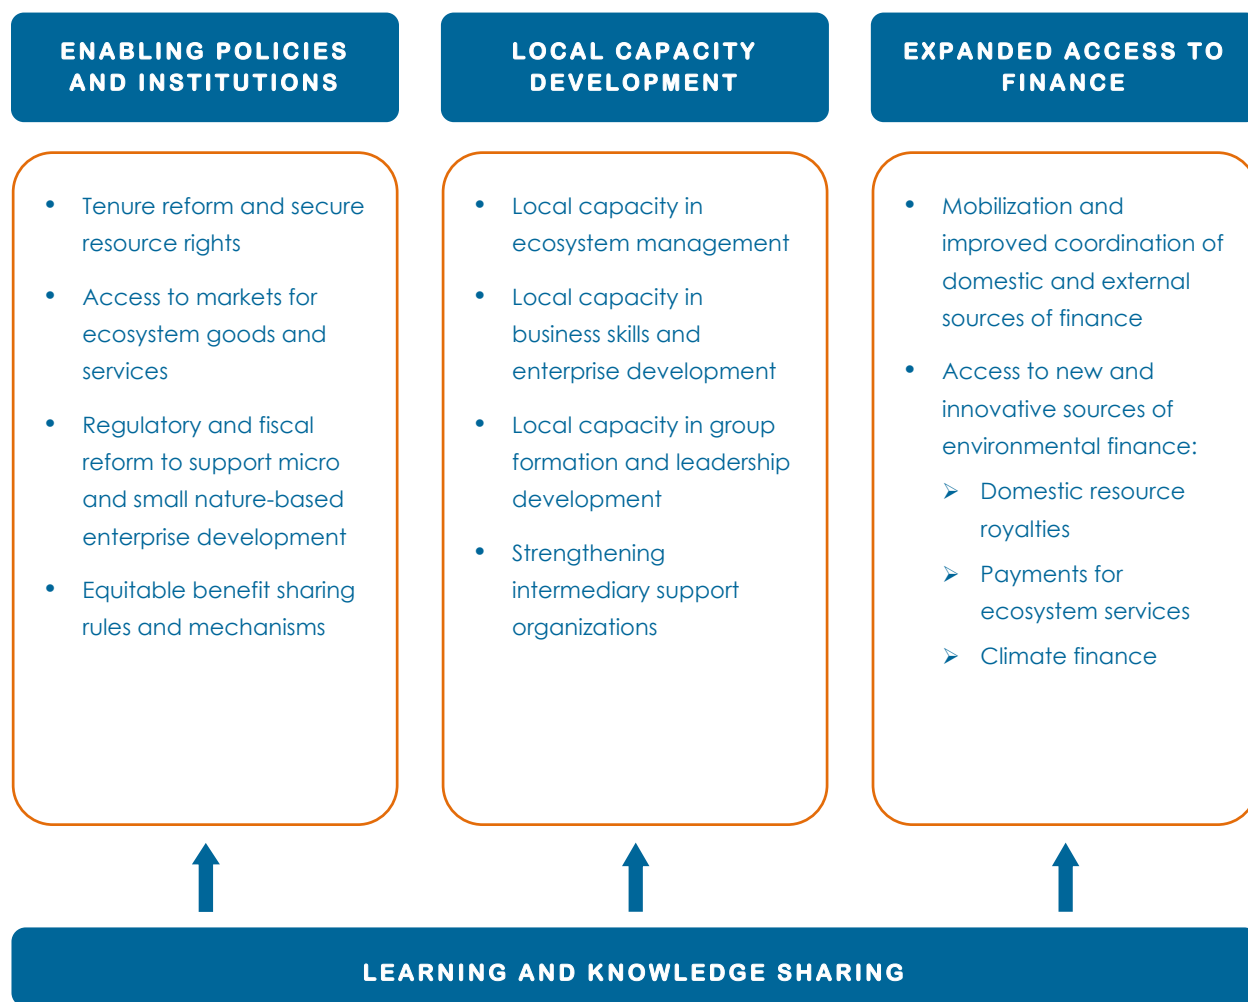 ENABLING POLICIES
AND INSTITUTIONS
• Tenure reform and secure
resource rights
• Access to markets for
ecosystem goods and
services
• Regulatory and fiscal
reform to support micro
and small nature-based
enterprise development
• Equitable benefit sharing
rules and mechanisms
LOCAL CAPACITY
DEVELOPMENT
• Local capacity in
ecosystem management
• Local capacity in
business skills and
enterprise development
• Local capacity in group
formation and leadership
development
• Strengthening
intermediary support
organizations
EXPANDED ACCESS TO
FINANCE
• Mobilization and
improved coordination of
domestic and external
sources of finance
• Access to new and
innovative sources of
environmental finance:
➢ Domestic resource
royalties
➢ Payments for
ecosystem services
➢ Climate finance
LEARNING AND KNOWLEDGE SHARING